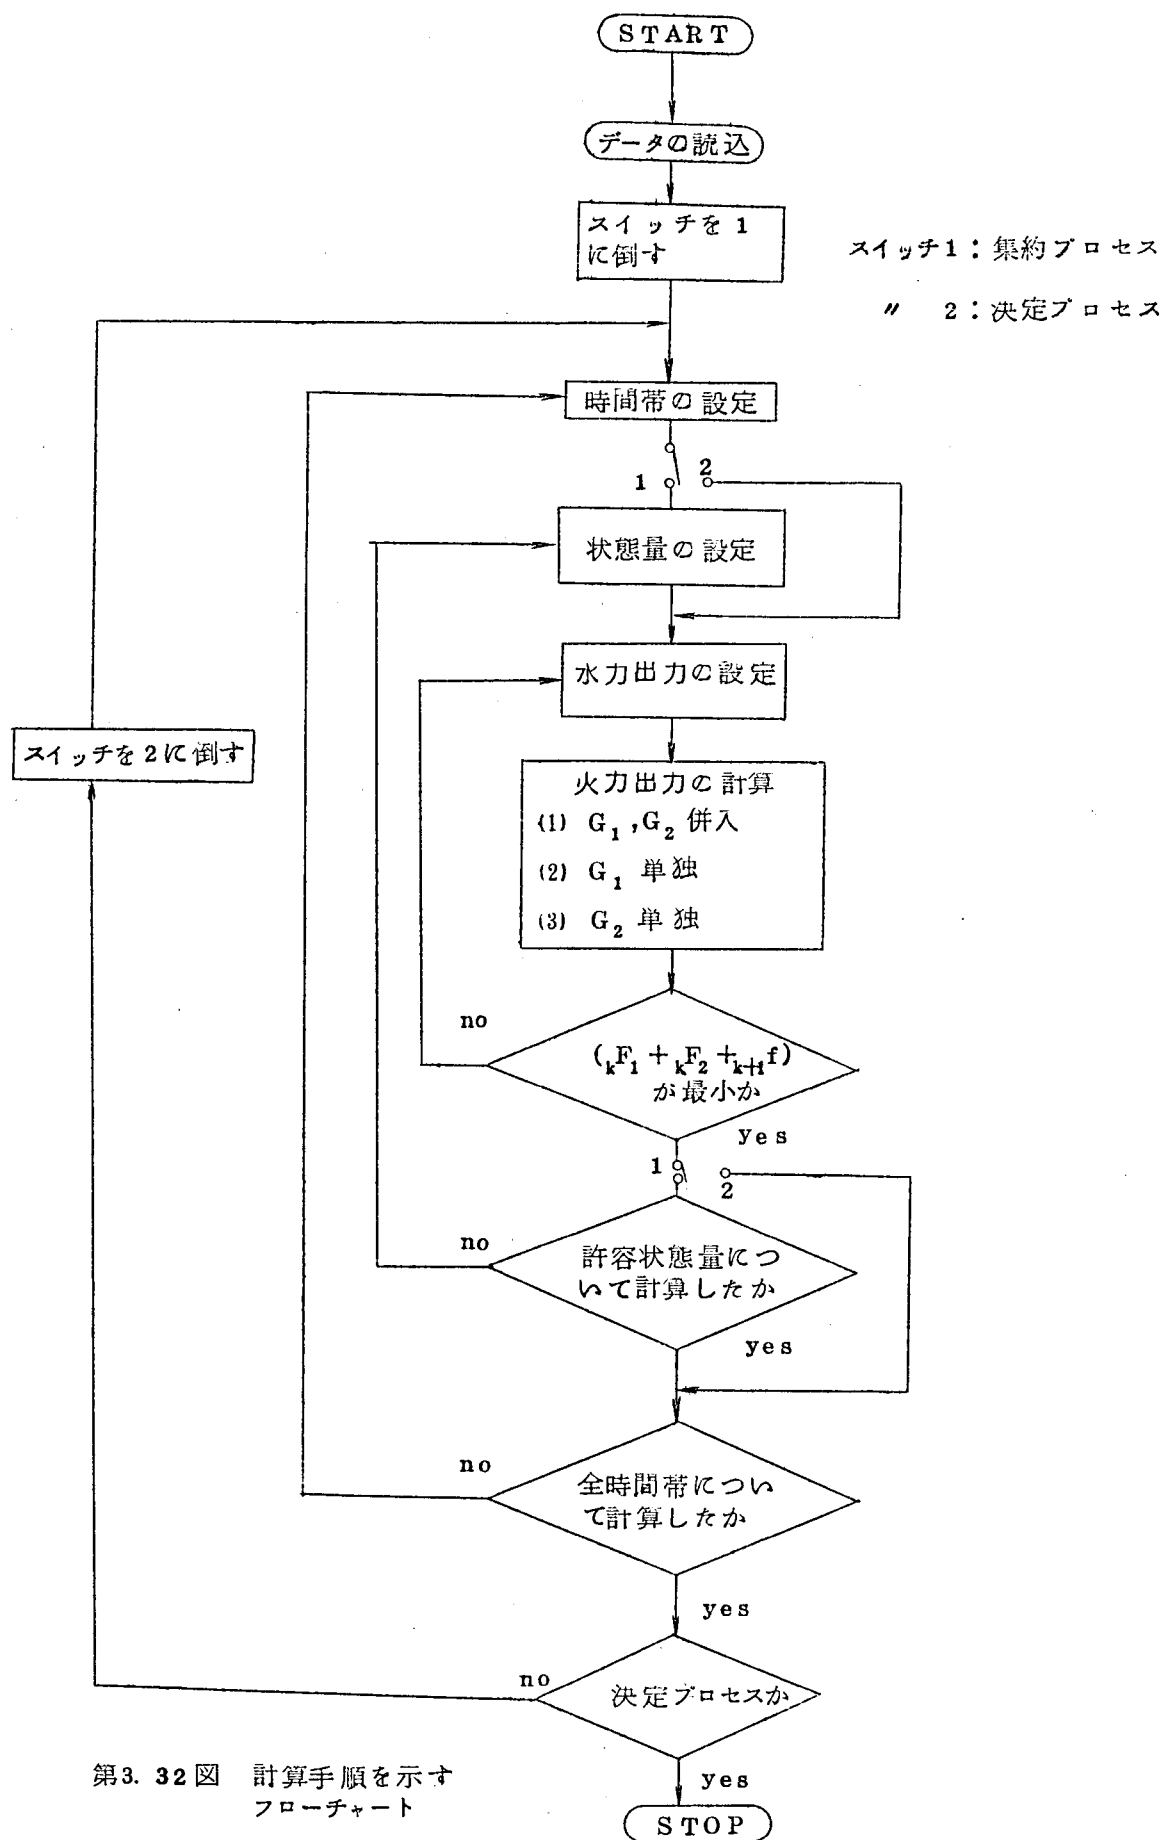 START
データの読込
スイッチを 1
に倒す
スイッチ1：集約プロセス
〃 2：決定プロセス
時間帯の設定
1
2
状態量の設定
水力出力の設定
スイッチを2に倒す
火力出力の計算
(1) G₁ ,G₂ 併入
(2) G₁ 単独
(3) G₂ 単独
no
(ₖF₁ + ₖF₂ + ₖ₊₁f)
が最小か
yes
1
2
no
許容状態量につ
いて計算したか
yes
no
全時間帯につい
て計算したか
yes
no
決定プロセスか
yes
第3. 32図 計算手順を示す
フローチャート
STOP